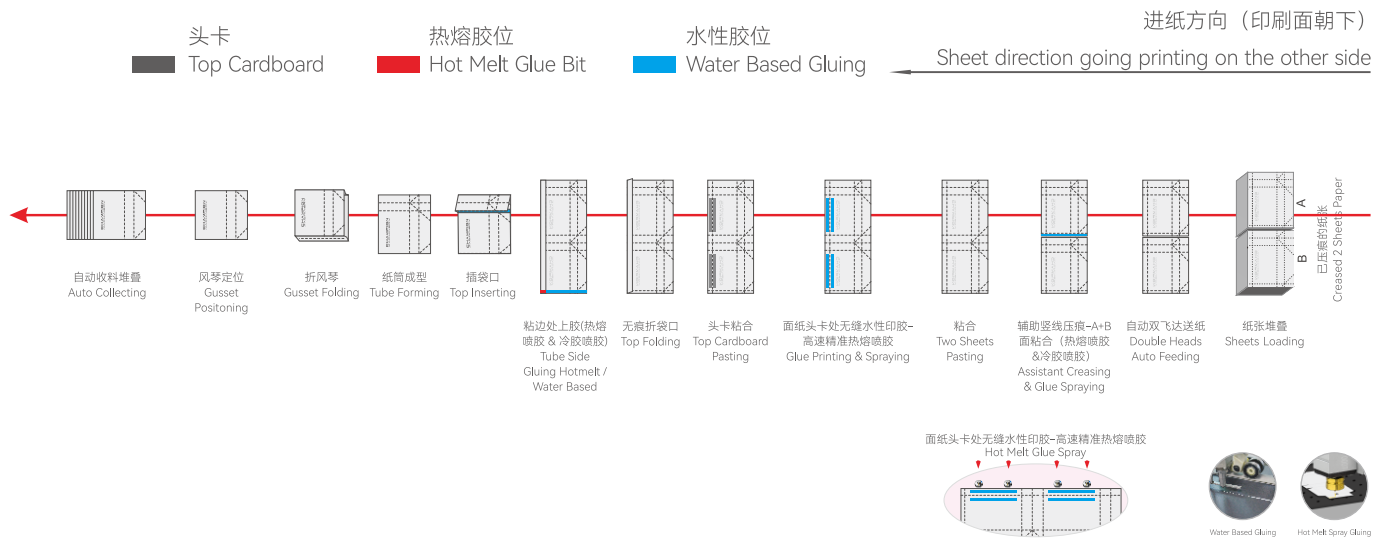 头卡
Top Cardboard
热熔胶位
Hot Melt Glue Bit
水性胶位
Water Based Gluing
进纸方向（印刷面朝下）
Sheet direction going printing on the other side
自动收料堆叠
Auto Collecting
风琴定位
Gusset
Positoning
折风琴
Gusset Folding
纸筒成型
Tube Forming
插袋口
Top Inserting
粘边处上胶(热熔
喷胶 & 冷胶喷胶)
Tube Side
Gluing Hotmelt /
Water Based
无痕折袋口
Top Folding
头卡粘合
Top Cardboard
Pasting
面纸头卡处无缝水性印胶-
高速精准热熔喷胶
Glue Printing & Spraying
粘合
Two Sheets
Pasting
辅助竖线压痕-A+B
面粘合（热熔喷胶
&冷胶喷胶）
Assistant Creasing
& Glue Spraying
自动双飞达送纸
Double Heads
Auto Feeding
纸张堆叠
Sheets Loading
A
B
已压痕的纸张
Creased 2 Sheets Paper
面纸头卡处无缝水性印胶-高速精准热熔喷胶
Hot Melt Glue Spray
Water Based Gluing
Hot Melt Spray Gluing